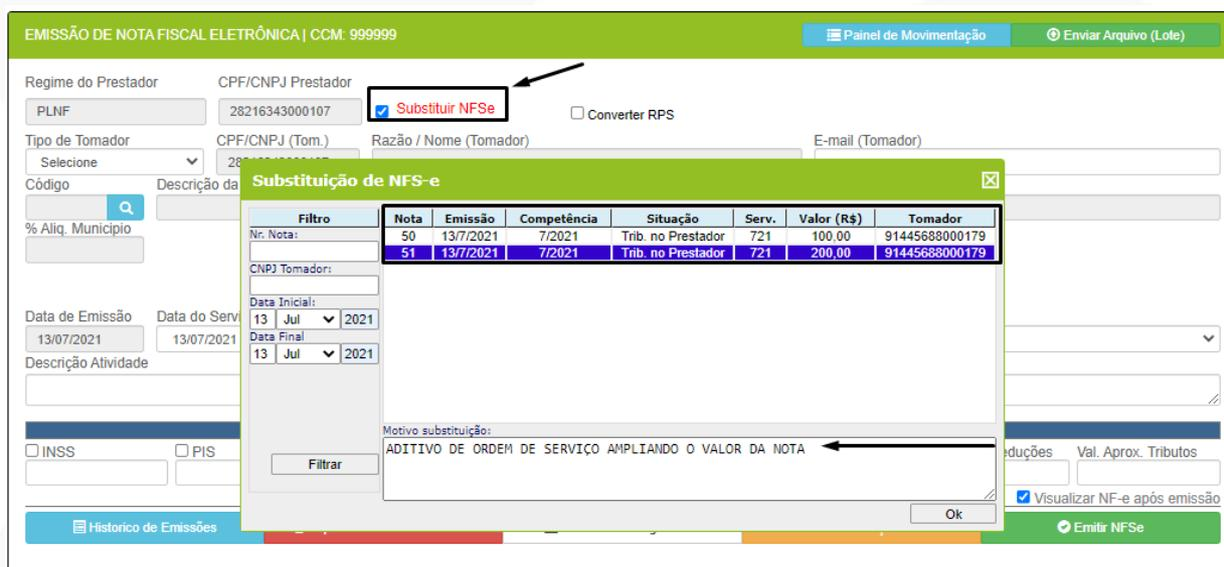 EMISSÃO DE NOTA FISCAL ELETRÔNICA | CCM: 999999
Painel de Movimentação
Enviar Arquivo (Lote)
Regime do Prestador CPF/CNPJ Prestador
PLNF 28216343000107 Substituir NFSe Converter RPS
Tipo de Tomador CPF/CNPJ (Tom.) Razão / Nome (Tomador) E-mail (Tomador)
Selecione
Código Descrição da
% Aliq. Municipio
Data de Emissão Data do Servi
13/07/2021 13/07/2021
Descrição Atividade
Substituição de NFS-e
Filtro
Nr. Nota:
CNPJ Tomador:
Data Inicial:
13 Jul 2021
Data Final
13 Jul 2021
Filtrar
Nota Emissão Competência Situação Serv. Valor (R$) Tomador
50 13/7/2021 7/2021 Trib. no Prestador 721 100,00 91445688000179
51 13/7/2021 7/2021 Trib. no Prestador 721 200,00 91445688000179
Motivo substituição:
ADITIVO DE ORDEM DE SERVIÇO AMPLIANDO O VALOR DA NOTA
Ok
INSS PIS Val. Aprox. Tributos
Visualizar NF-e após emissão
Historico de Emissões
Emitir NFSe